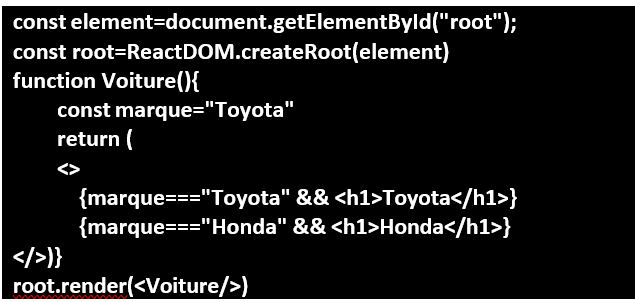 const element=document.getElementById("root");
const root=ReactDOM.createRoot(element)
function Voiture(){
const marque="Toyota"
return (
<>
{marque==="Toyota" && <h1>Toyota</h1>}
{marque==="Honda" && <h1>Honda</h1>}
</>)}
root.render(<Voiture/>)